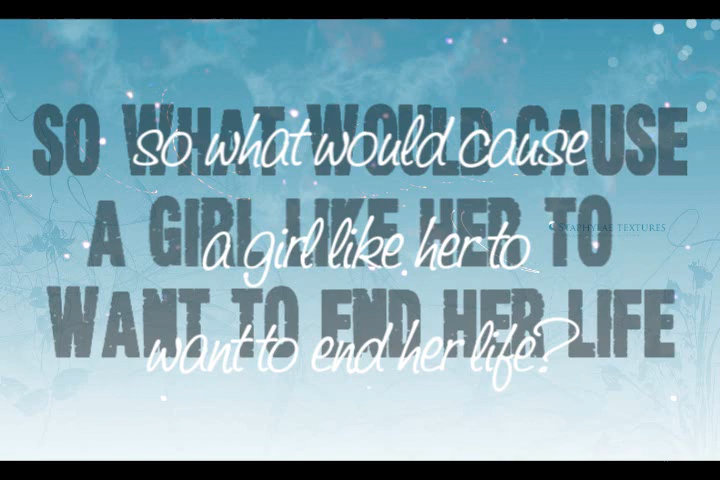 SO WHAT WOULD CAUSE
so what would cause
A GIRL LIKE HER TO
a girl like her to
© STAPHYTAE TEXTURES
WANT TO END HER LIFE
want to end her life?